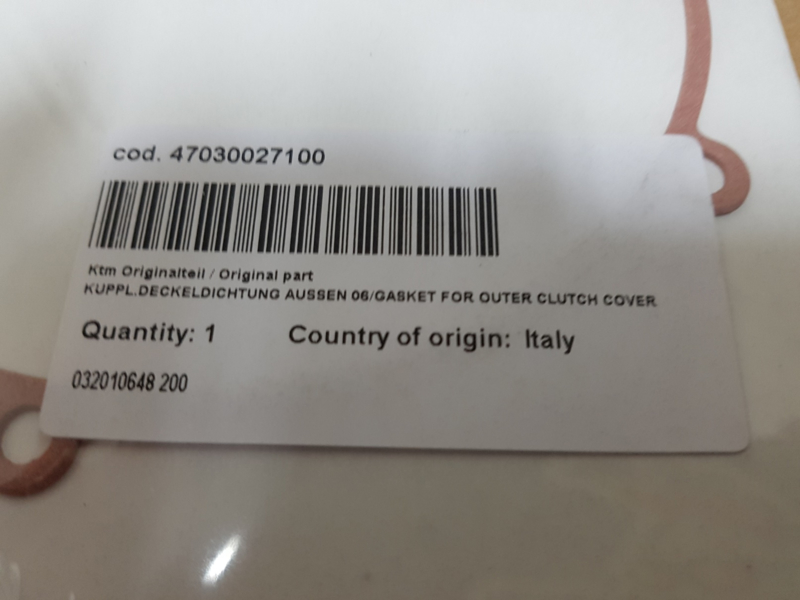 cod. 47030027100
Ktm Originalteil / Original part
KUPPL.DECKELDICHTUNG AUSSEN 06/GASKET FOR OUTER CLUTCH COVER
Quantity: 1 Country of origin: Italy
032010648 200